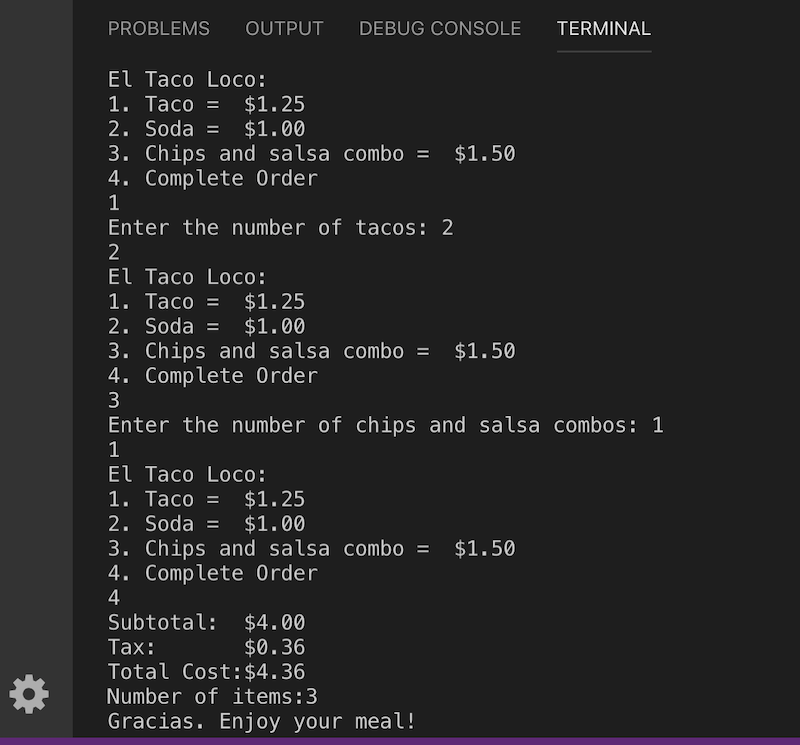 PROBLEMS OUTPUT DEBUG CONSOLE TERMINAL
El Taco Loco:
1. Taco =  $1.25
2. Soda =  $1.00
3. Chips and salsa combo =  $1.50
4. Complete Order
1
Enter the number of tacos: 2
2
El Taco Loco:
1. Taco =  $1.25
2. Soda =  $1.00
3. Chips and salsa combo =  $1.50
4. Complete Order
3
Enter the number of chips and salsa combos: 1
1
El Taco Loco:
1. Taco =  $1.25
2. Soda =  $1.00
3. Chips and salsa combo =  $1.50
4. Complete Order
4
Subtotal:  $4.00
Tax:       $0.36
Total Cost:$4.36
Number of items:3
Gracias. Enjoy your meal!